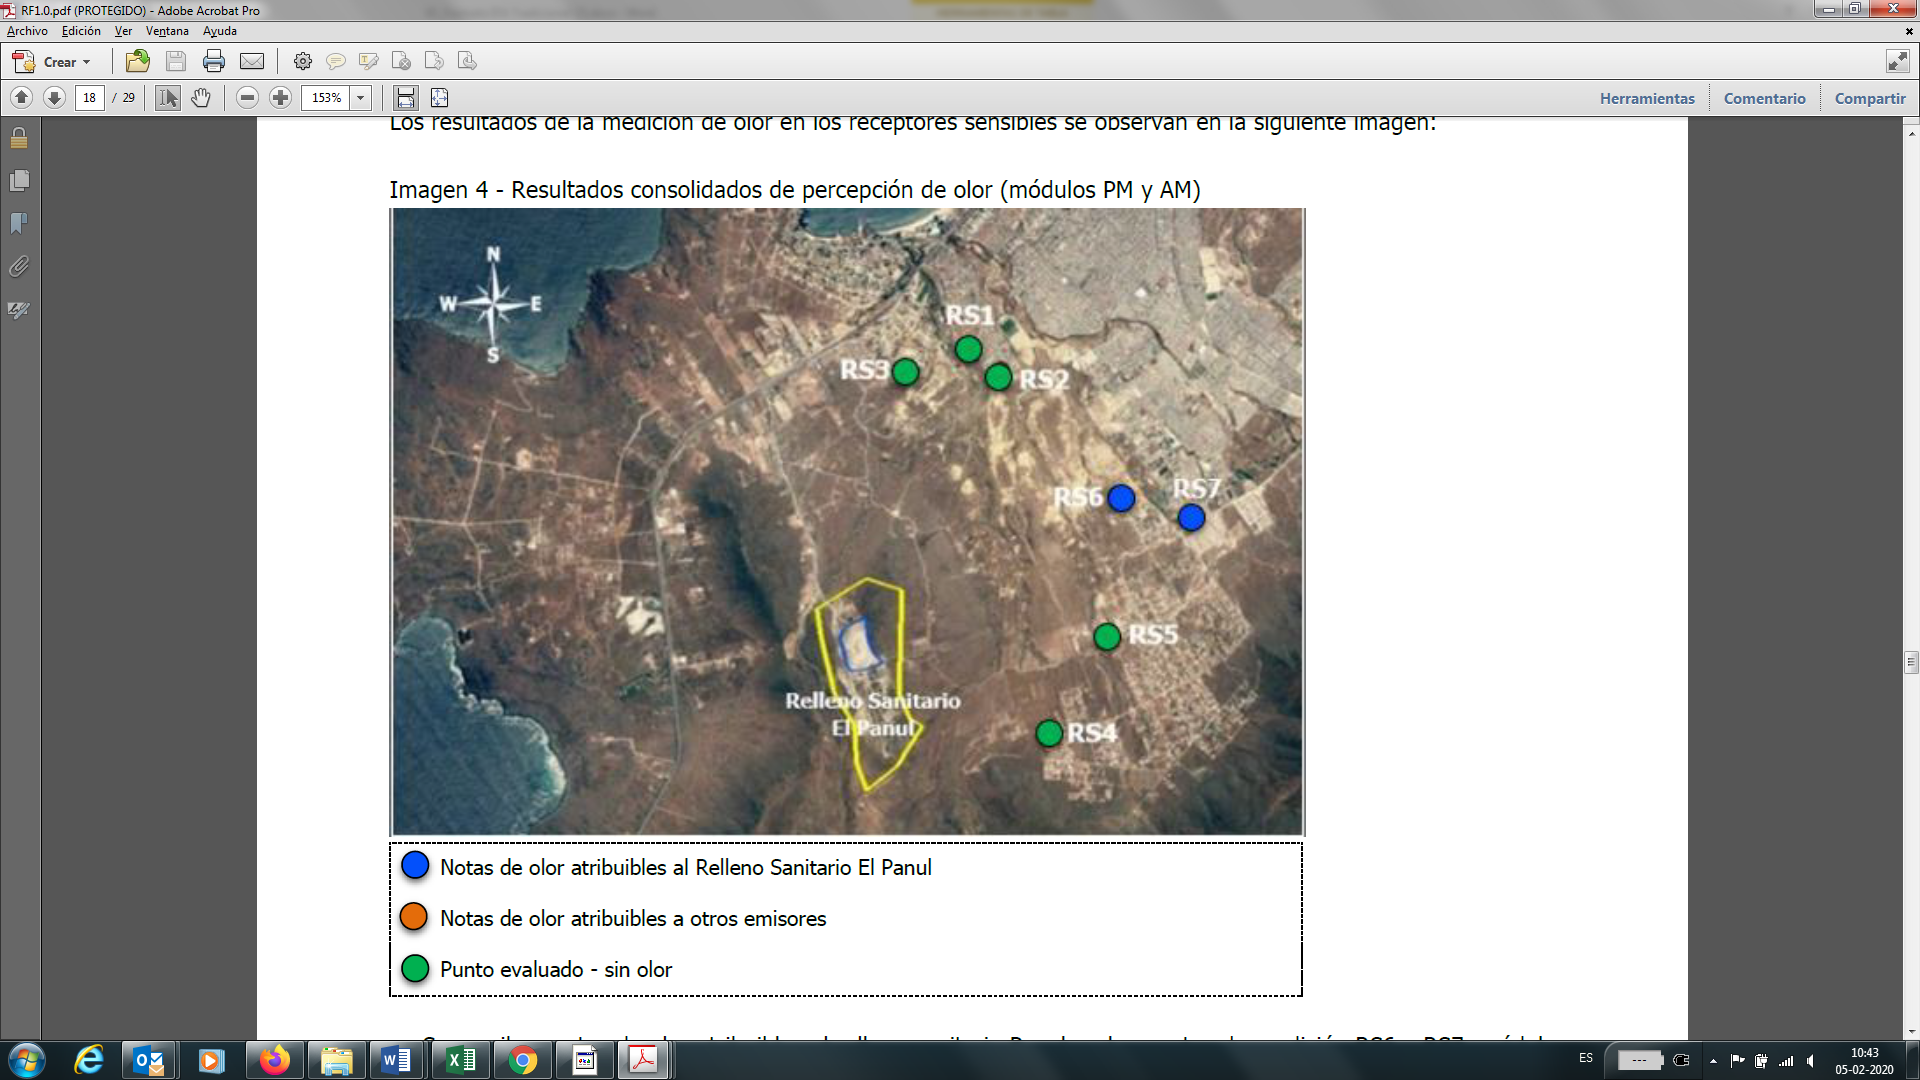 RF1.0.pdf (PROTEGIDO) - Adobe Acrobat Pro
Archivo Edición Ver Ventana Ayuda
Crear
18 / 29
153%
Herramientas Comentario Compartir
Los resultados de la medición de olor en los receptores sensibles se observan en la siguiente imagen:
Imagen 4 - Resultados consolidados de percepción de olor (módulos PM y AM)
N
W E
S
RS1
RS3
RS2
RS6
RS7
RS5
Relleno Sanitario
El Panul
RS4
Notas de olor atribuibles al Relleno Sanitario El Panul
Notas de olor atribuibles a otros emisores
Punto evaluado - sin olor
ES
10:43
05-02-2020